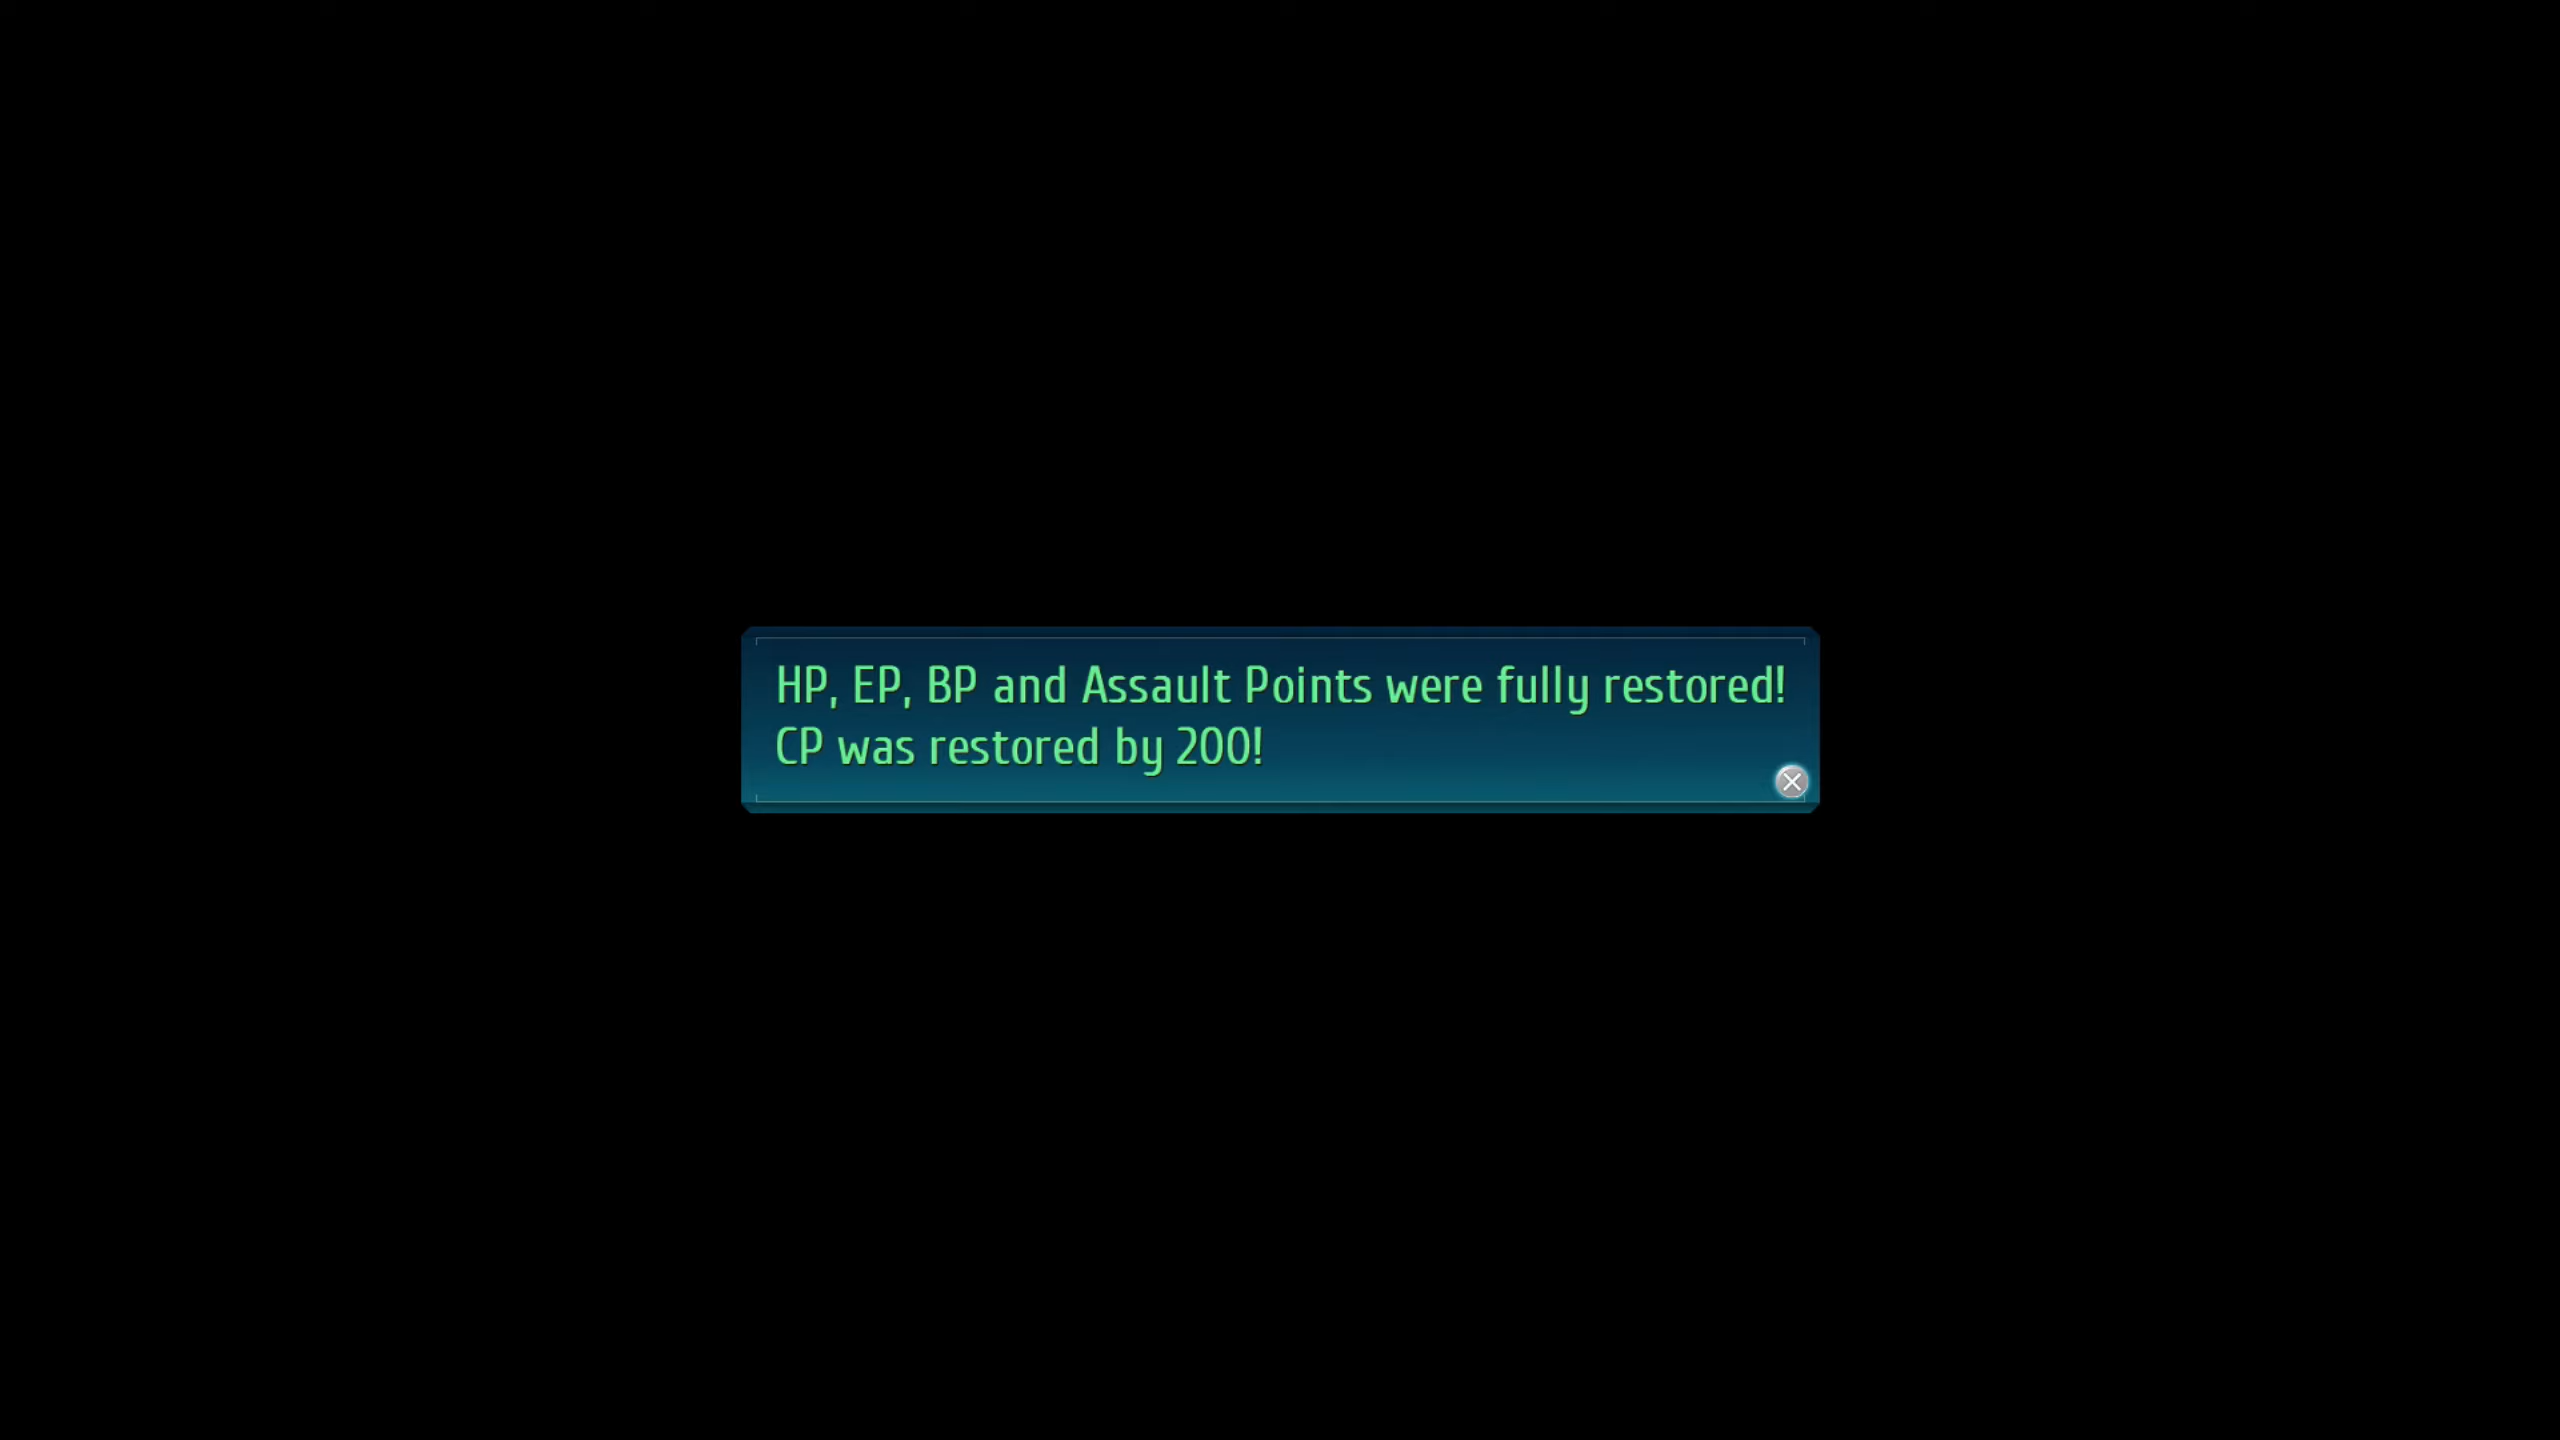 HP, EP, BP and Assault Points were fully restored!
CP was restored by 200!